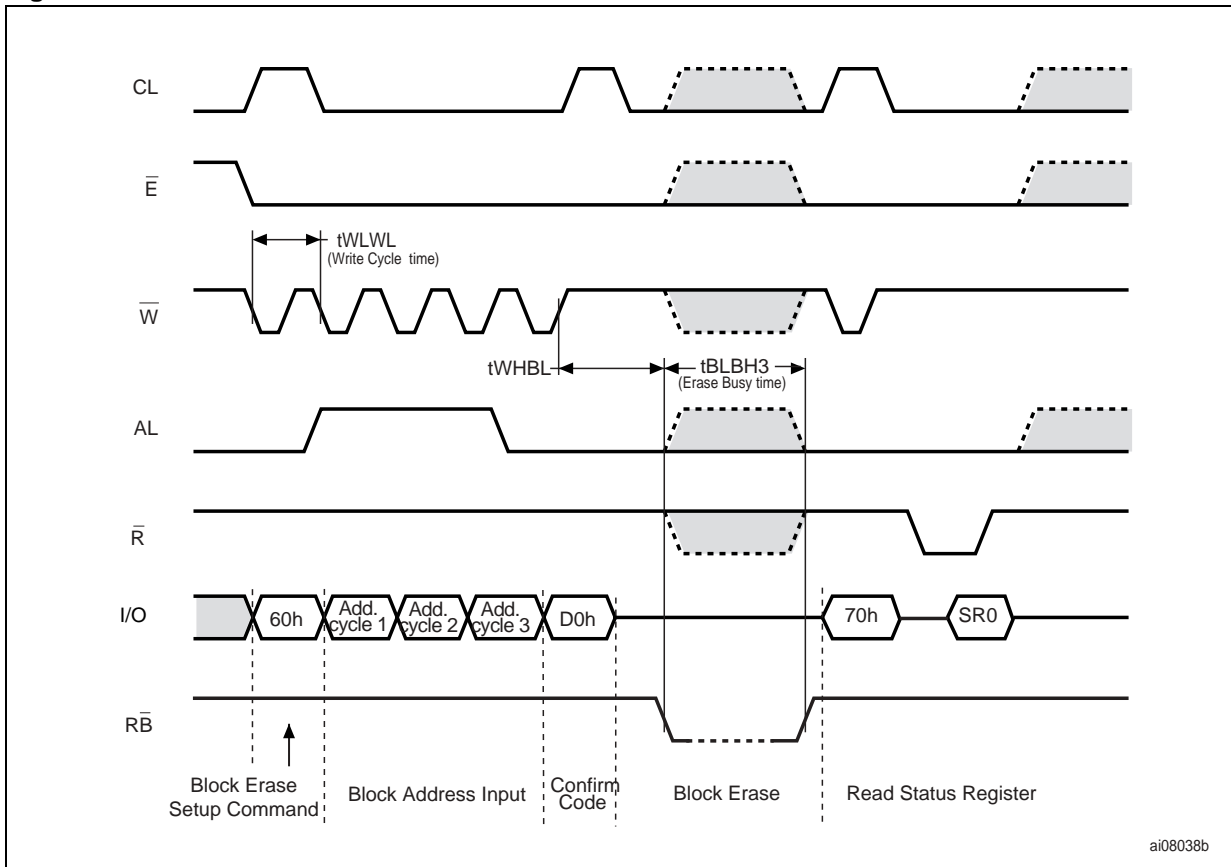 CL
E̅
tWLWL
(Write Cycle time)
W̅
tWHBL
tBLBH3
(Erase Busy time)
AL
R̅
I/O
60h
Add.
cycle 1
Add.
cycle 2
Add.
cycle 3
D0h
70h
SR0
RB̅
Block Erase
Setup Command
Block Address Input
Confirm
Code
Block Erase
Read Status Register
ai08038b